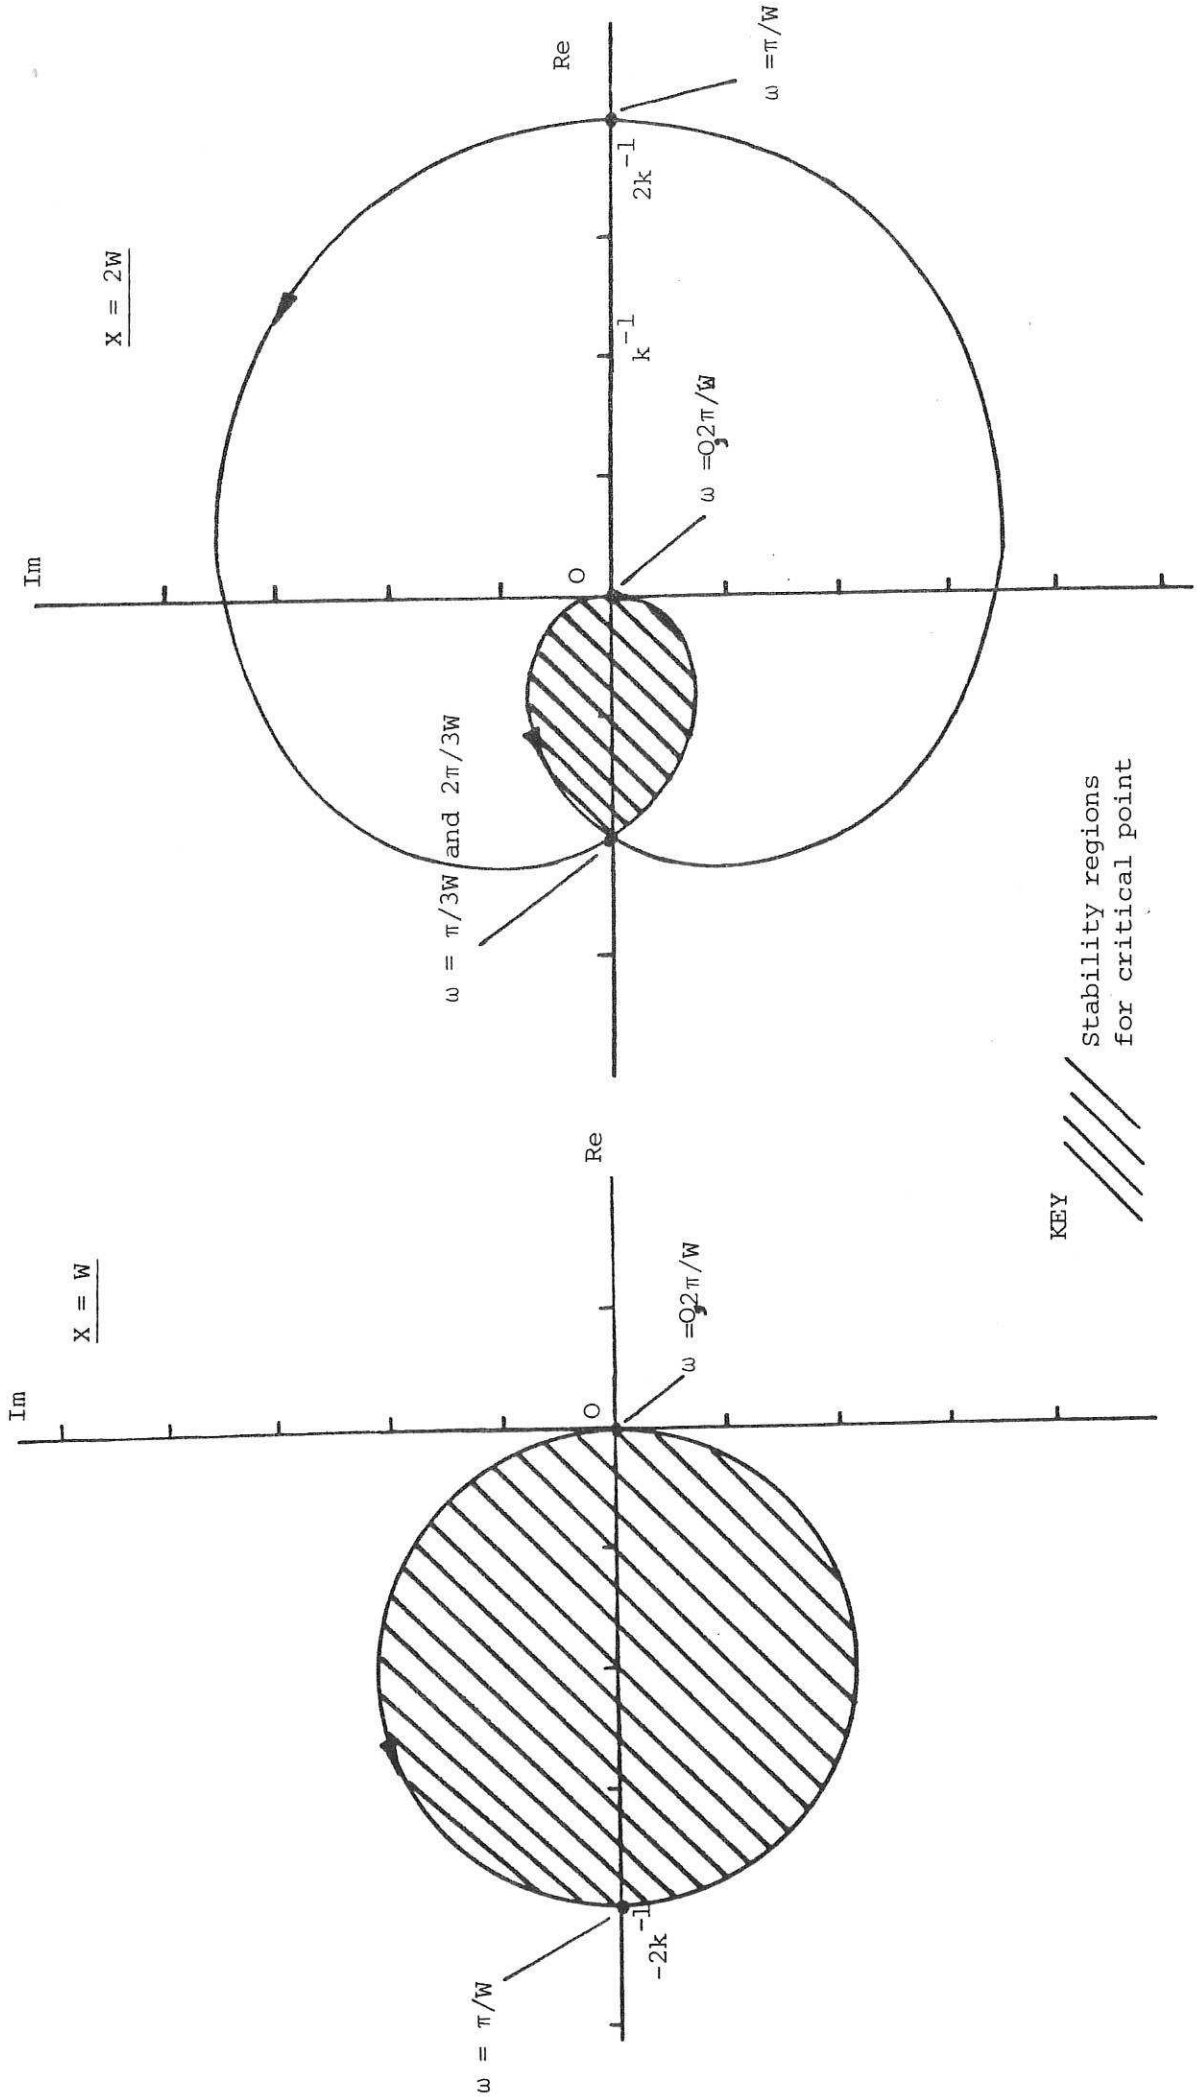 X = W
Im
Re
O
ω = π/W
-2k^-1
ω =0,2π/W
X = 2W
Im
Re
O
ω = π/3W and 2π/3W
k^-1
2k^-1
ω =π/W
ω =0,2π/W
KEY
Stability regions
for critical point